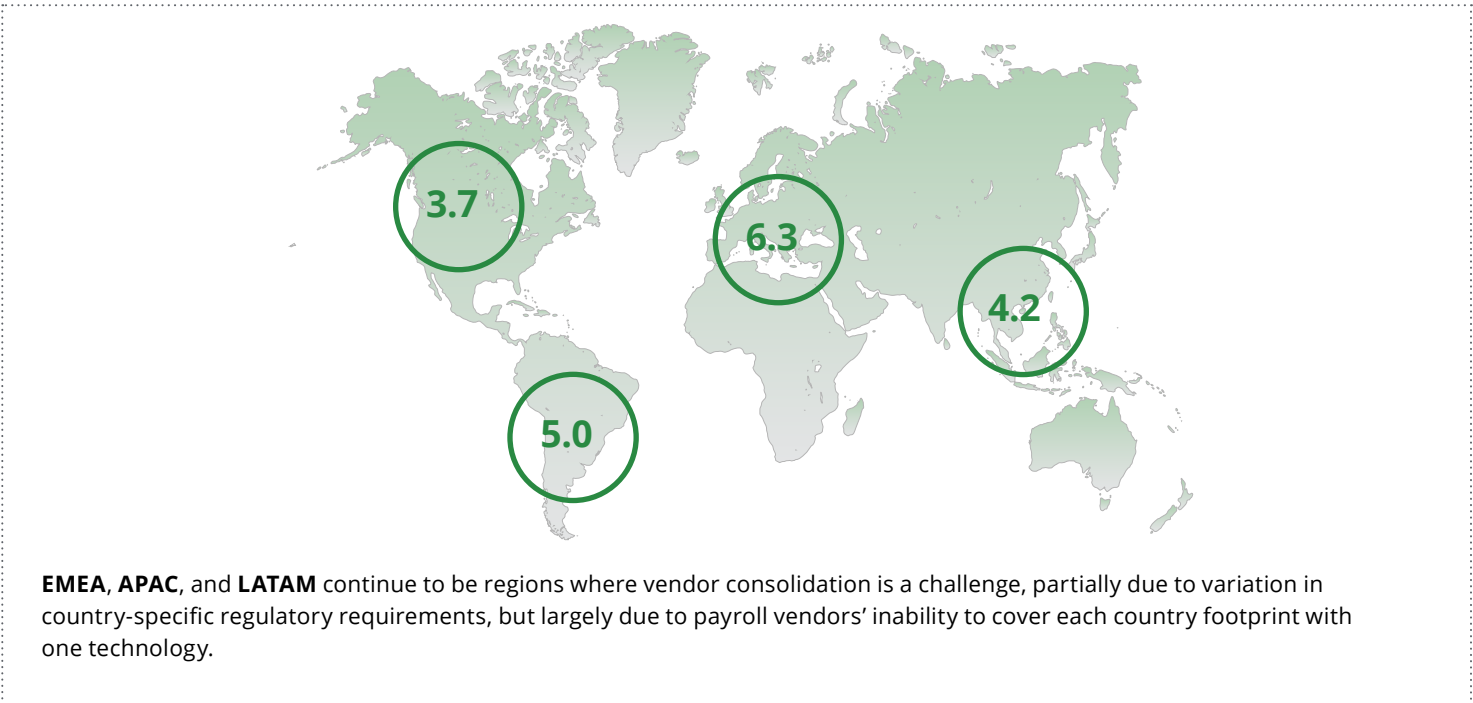 3.7
6.3
4.2
5.0
EMEA, APAC, and LATAM continue to be regions where vendor consolidation is a challenge, partially due to variation in
country-specific regulatory requirements, but largely due to payroll vendors’ inability to cover each country footprint with
one technology.